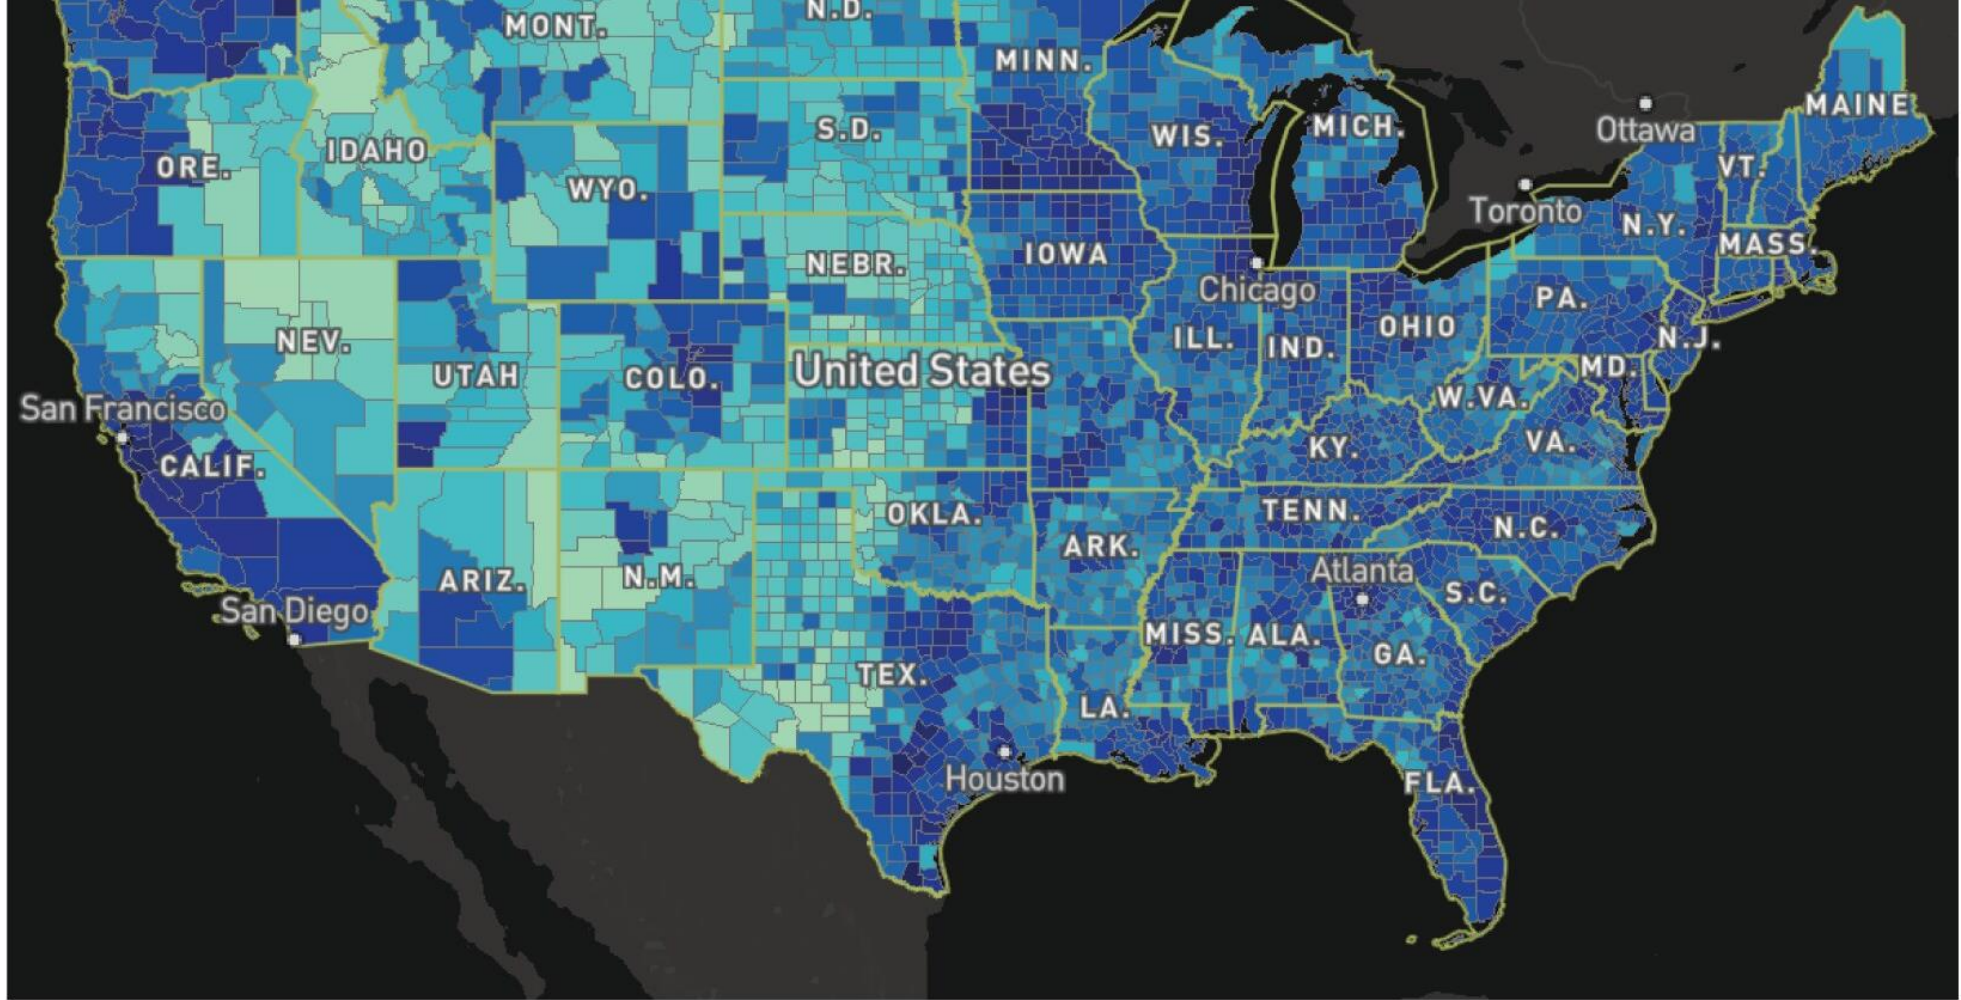 N.D.
MONT.
MINN.
MAINE
Ottawa
MICH.
S.D.
WIS.
IDAHO
ORE.
VT.
WYO.
Toronto
N.Y.
MASS.
IOWA
NEBR.
Chicago
PA.
OHIO
NEV.
ILL.
IND.
N.J.
United States
MD.
UTAH
COLO.
W.VA.
San Francisco
VA.
KY.
CALIF.
TENN.
OKLA.
N.C.
ARK.
Atlanta
ARIZ.
N.M.
S.C.
San Diego
MISS.
ALA.
GA.
TEX.
LA.
Houston
FLA.